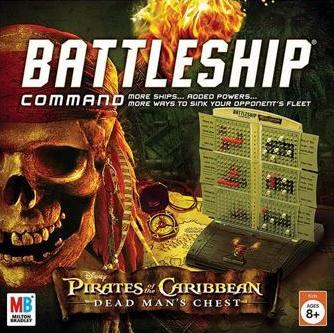 BATTLESHIP®
COMMAND MORE SHIPS... ADDED POWERS...
MORE WAYS TO SINK YOUR OPPONENT'S FLEET
Disney
PIRATES of the CARIBBEAN
DEAD MAN'S CHEST
MB
MILTON
BRADLEY
AGES
8+